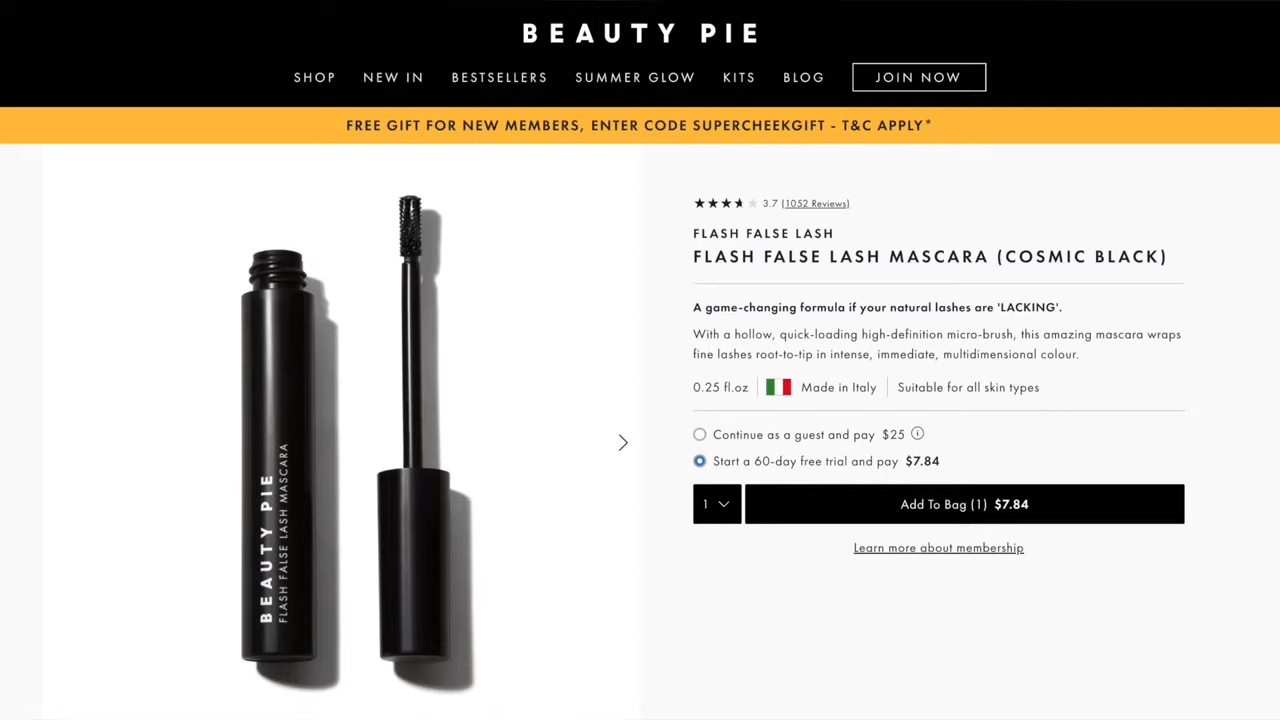 BEAUTY PIE
SHOP NEW IN BESTSELLERS SUMMER GLOW KITS BLOG JOIN NOW
FREE GIFT FOR NEW MEMBERS, ENTER CODE SUPERCHEEKGIFT - T&C APPLY*
BEAUTY PIE
FLASH FALSE LASH MASCARA
3.7 (1052 Reviews)
FLASH FALSE LASH
FLASH FALSE LASH MASCARA (COSMIC BLACK)
A game-changing formula if your natural lashes are 'LACKING'.
With a hollow, quick-loading high-definition micro-brush, this amazing mascara wraps
fine lashes root-to-tip in intense, immediate, multidimensional colour.
0.25 fl.oz Made in Italy Suitable for all skin types
Continue as a guest and pay $25
Start a 60-day free trial and pay $7.84
1 Add To Bag (1) $7.84
Learn more about membership